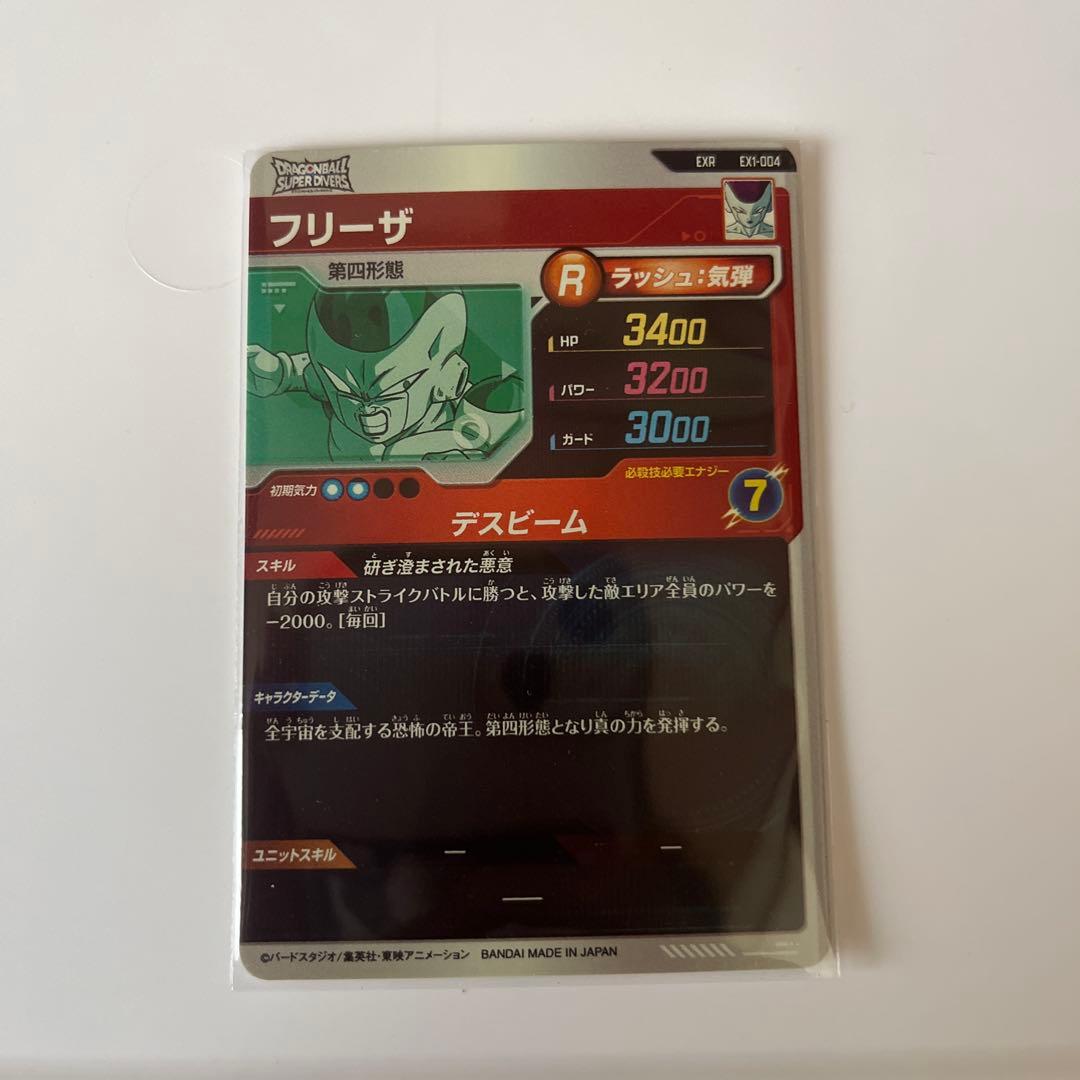 DRAGONBALL
SUPER DIVERS
EXR EX1-004
フリーザ
第四形態
R ラッシュ:気弾
HP 3400
パワー 3200
ガード 3000
初期気力
必殺技必要エナジー
7
デスビーム
スキル 研ぎ澄まされた悪意
自分の攻撃ストライクバトルに勝つと、攻撃した敵エリア全員のパワーを
-2000。[毎回]
キャラクターデータ
全宇宙を支配する恐怖の帝王。第四形態となり真の力を発揮する。
ユニットスキル — —
—
©バードスタジオ/集英社・東映アニメーション BANDAI MADE IN JAPAN